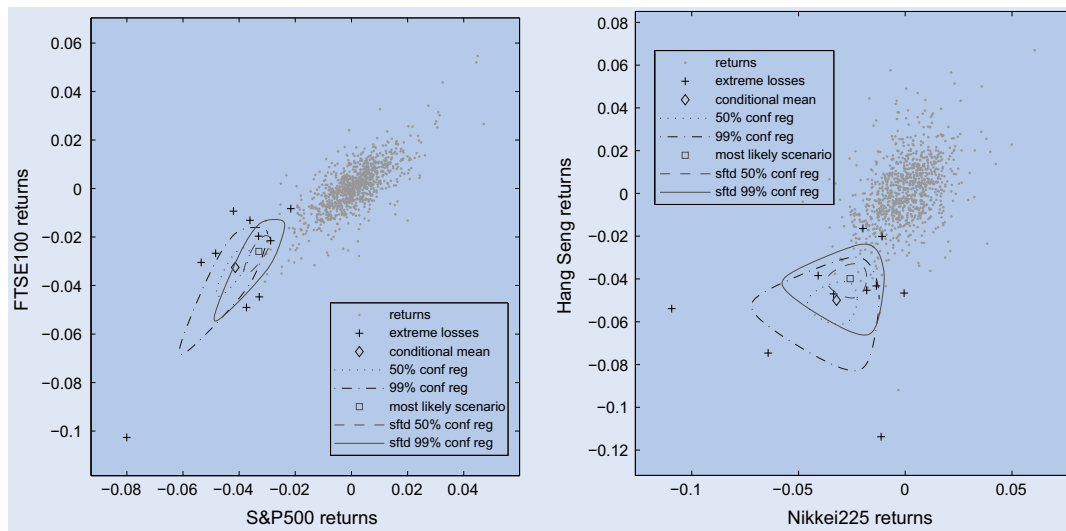 0.06
0.04
0.02
0
−0.02
−0.04
−0.06
−0.08
−0.1
FTSE100 returns
returns
extreme losses
conditional mean
50% conf reg
99% conf reg
most likely scenario
sftd 50% conf reg
sftd 99% conf reg
−0.08
−0.06
−0.04
−0.02
0
0.02
0.04
S&P500 returns
0.08
0.06
0.04
0.02
0
−0.02
−0.04
−0.06
−0.08
−0.1
−0.12
Hang Seng returns
returns
extreme losses
conditional mean
50% conf reg
99% conf reg
most likely scenario
sftd 50% conf reg
sftd 99% conf reg
−0.1
−0.05
0
0.05
Nikkei225 returns